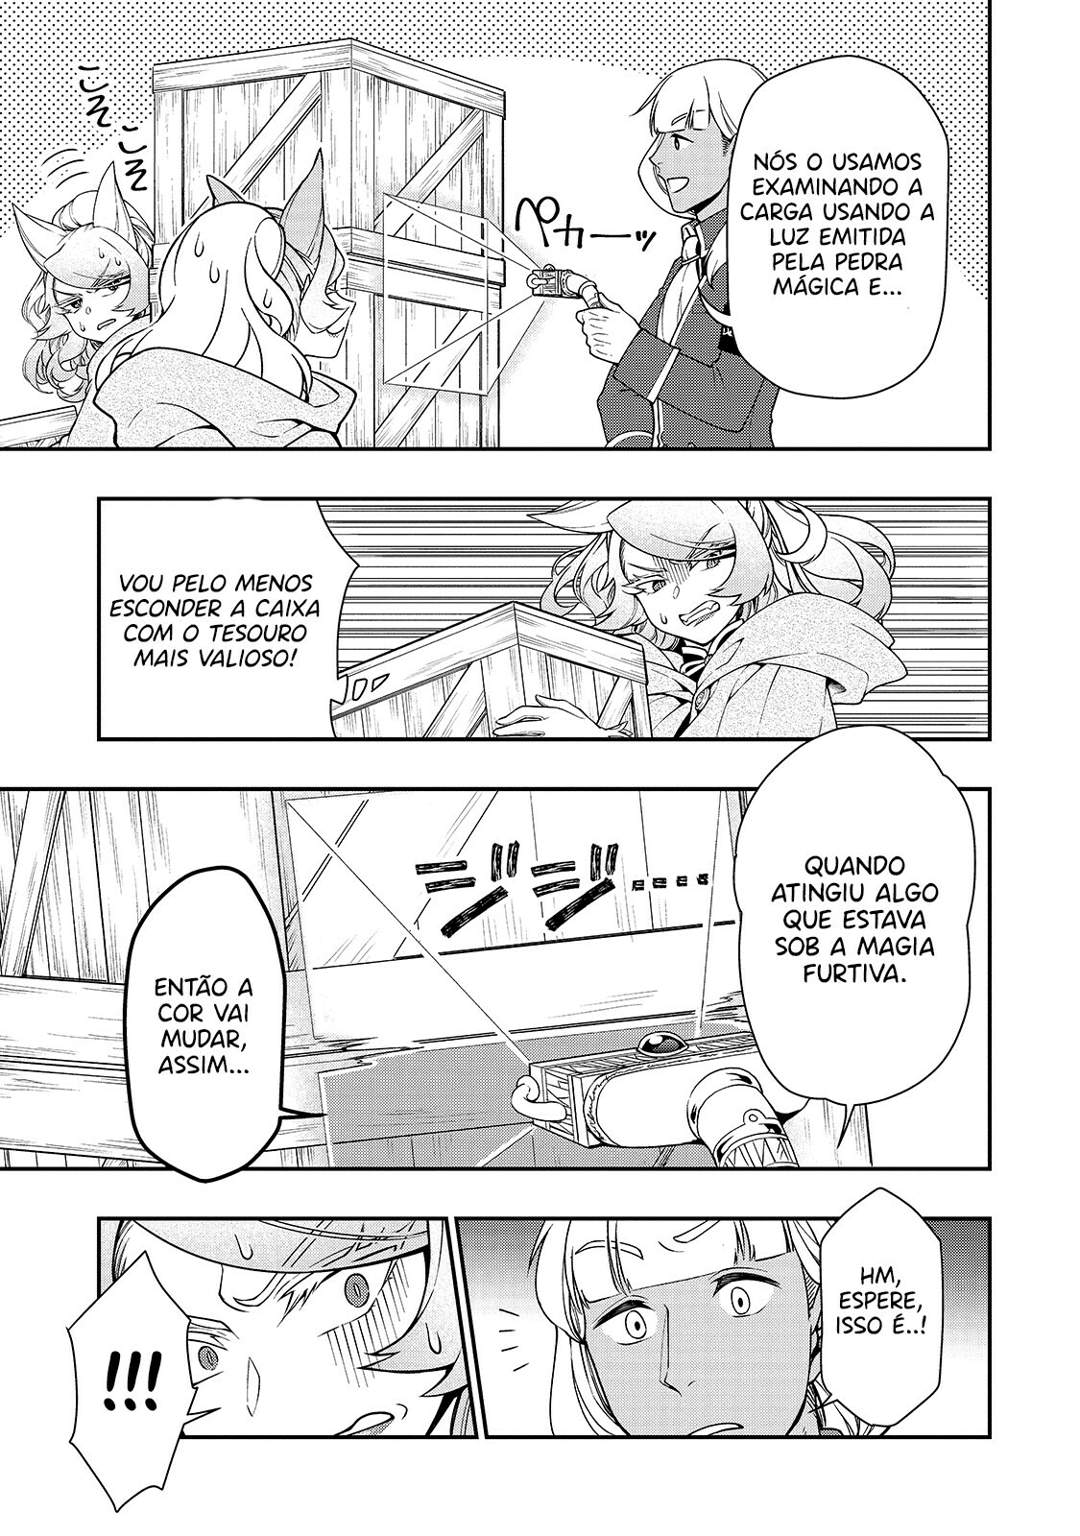 NÓS O USAMOS
EXAMINANDO A
CARGA USANDO A
LUZ EMITIDA
PELA PEDRA
MÁGICA E...
ペカーッ
こそ
こそ
VOU PELO MENOS
ESCONDER A CAIXA
COM O TESOURO
MAIS VALIOSO!
QUANDO
ATINGIU ALGO
QUE ESTAVA
SOB A MAGIA
FURTIVA.
ジジ....
ENTÃO A
COR VAI
MUDAR,
ASSIM...
HM,
ESPERE,
ISSO É..!
!!!